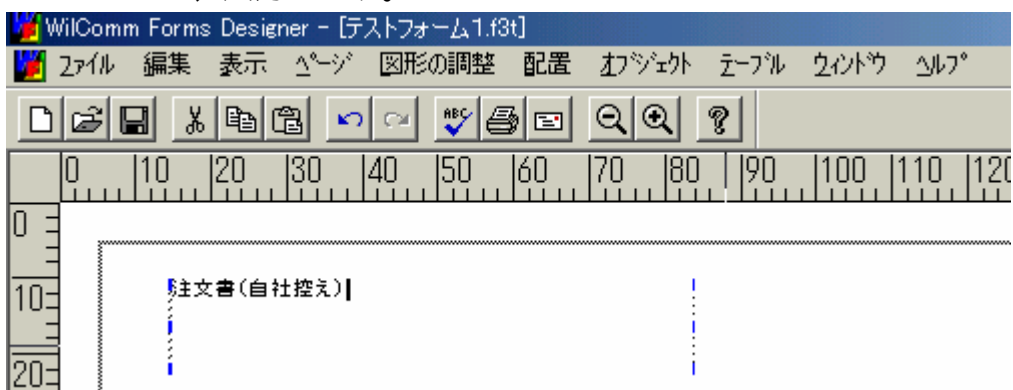 WilComm Forms Designer - [テストフォーム1.f3t]
ﾌｧｲﾙ 編集 表示 ﾍﾟｰｼﾞ 図形の調整 配置 ｵﾌﾞｼﾞｪｸﾄ ﾃｰﾌﾞﾙ ｳｨﾝﾄﾞｳ ﾍﾙﾌﾟ
ABC
0 10 20 30 40 50 60 70 80 90 100 110 120
0
注文書(自社控え)
10
20